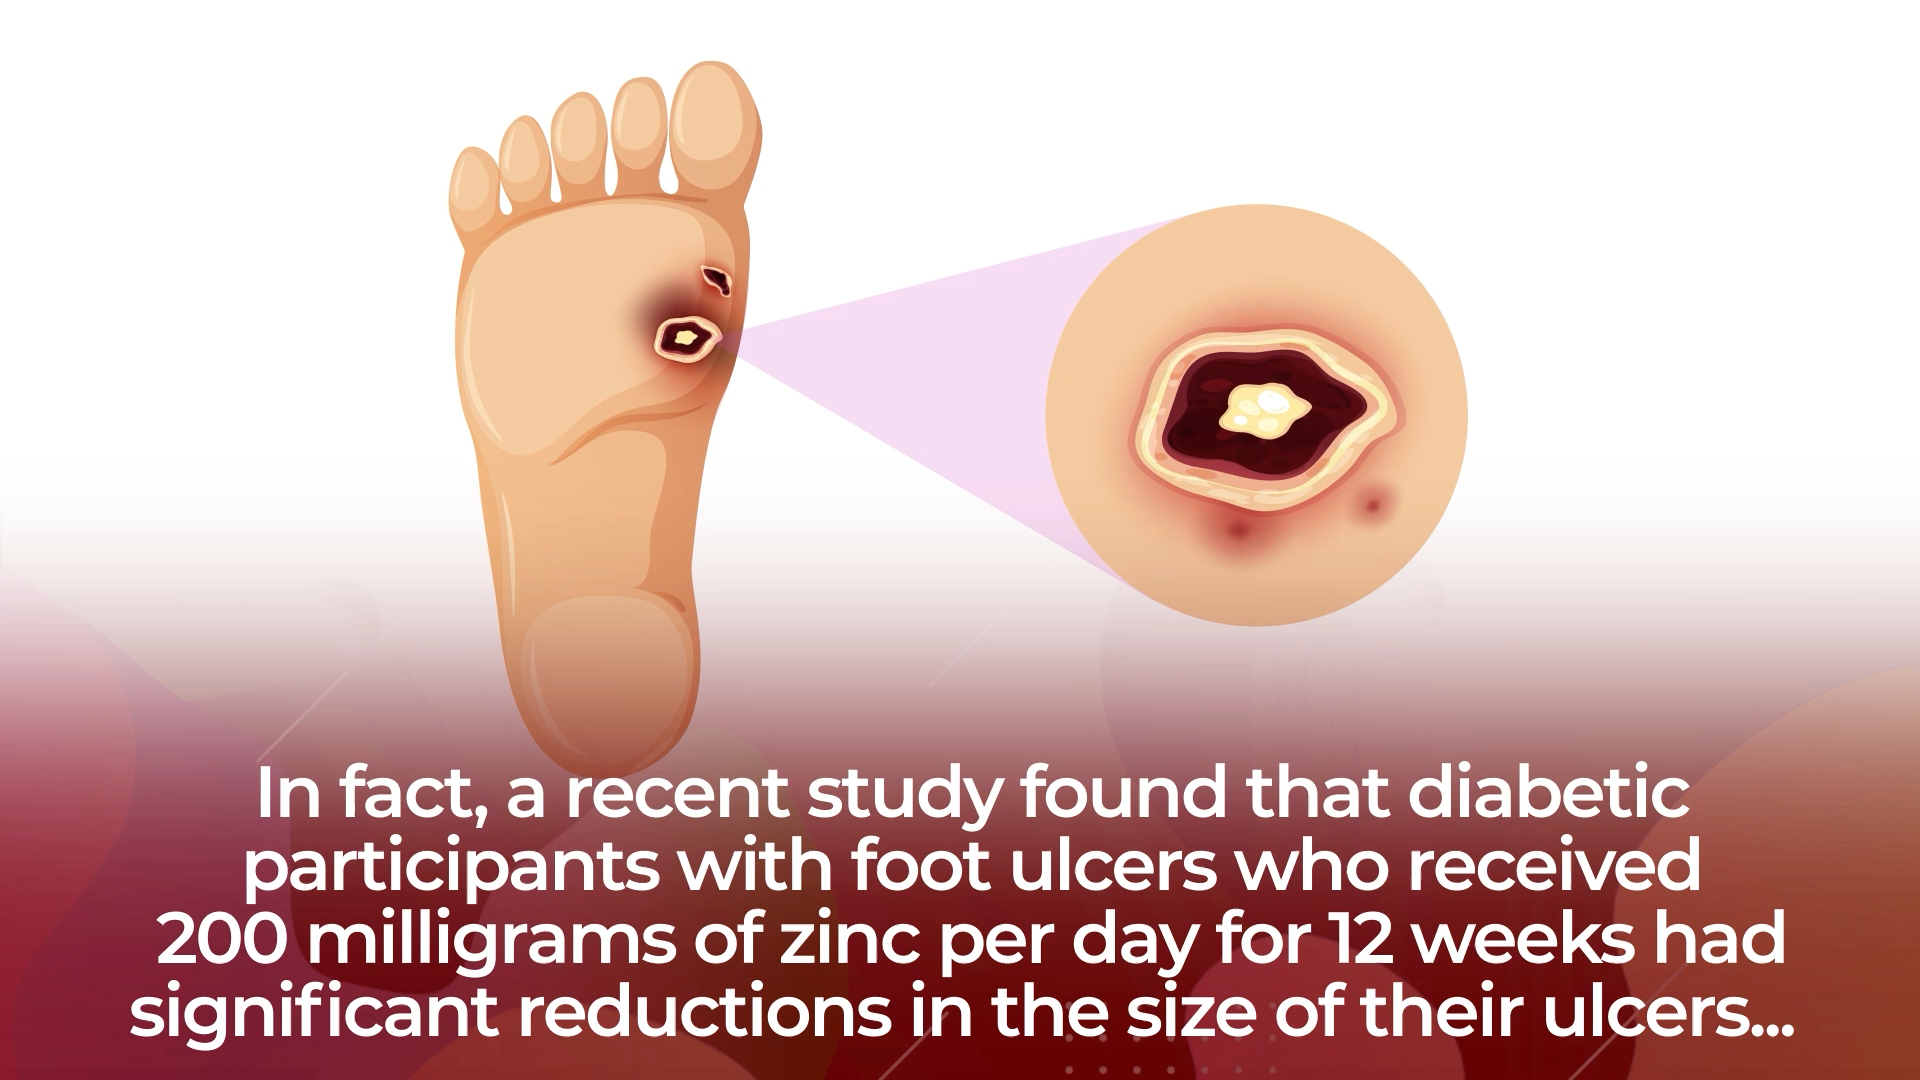 In fact, a recent study found that diabetic
participants with foot ulcers who received
200 milligrams of zinc per day for 12 weeks had
significant reductions in the size of their ulcers...